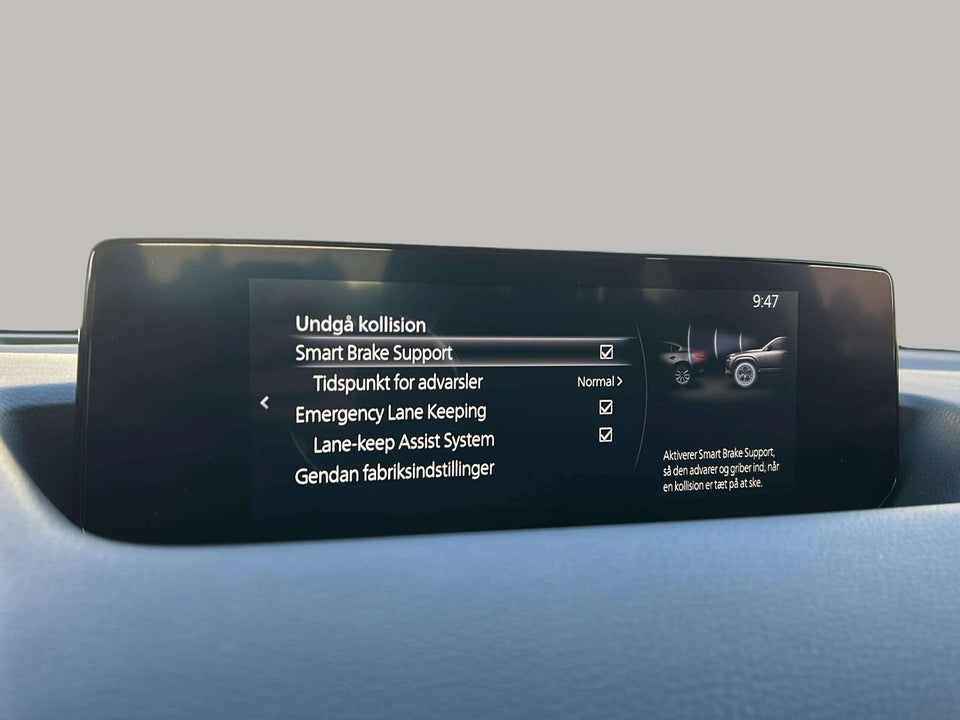 9:47
Undgå kollision
Smart Brake Support
Tidspunkt for advarsler Normal
Emergency Lane Keeping
Lane-keep Assist System
Gendan fabriksindstillinger
Aktiverer Smart Brake Support,
så den advarer og griber ind, når
en kollision er tæt på at ske.